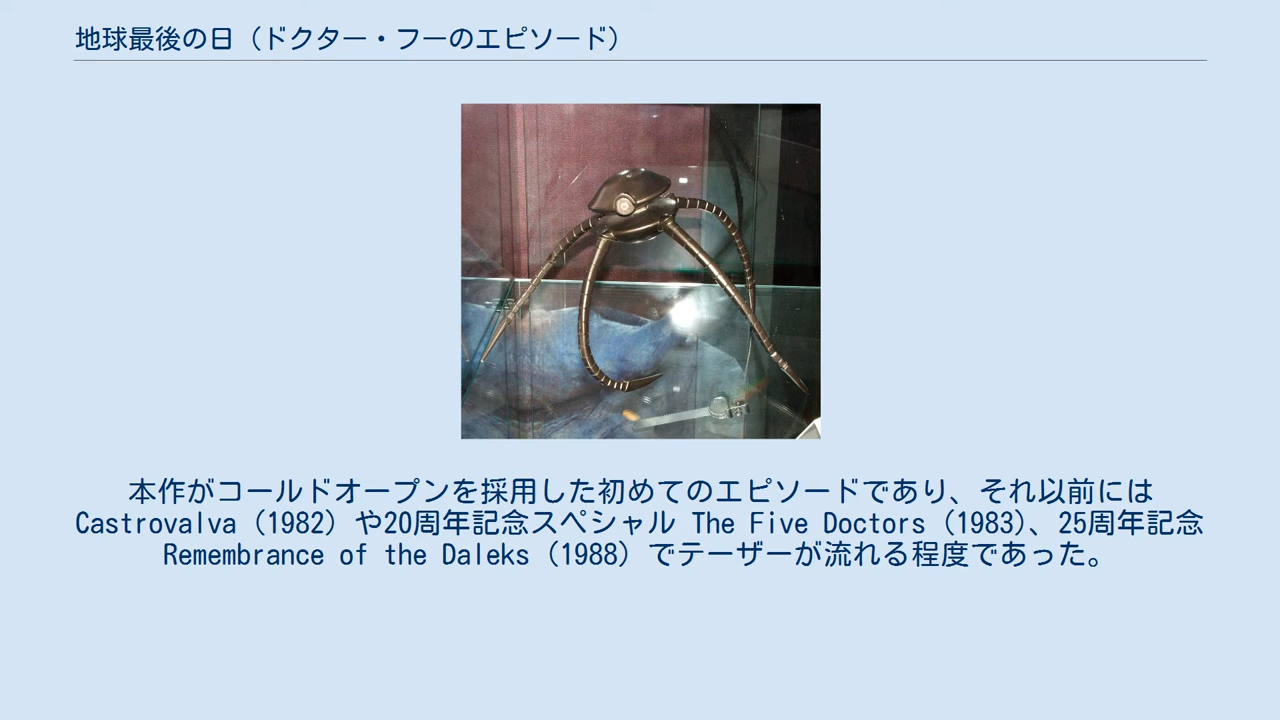 地球最後の日（ドクター・フーのエピソード）
本作がコールドオープンを採用した初めてのエピソードであり、それ以前には
Castrovalva（1982）や20周年記念スペシャル The Five Doctors（1983）、25周年記念
Remembrance of the Daleks（1988）でテーザーが流れる程度であった。